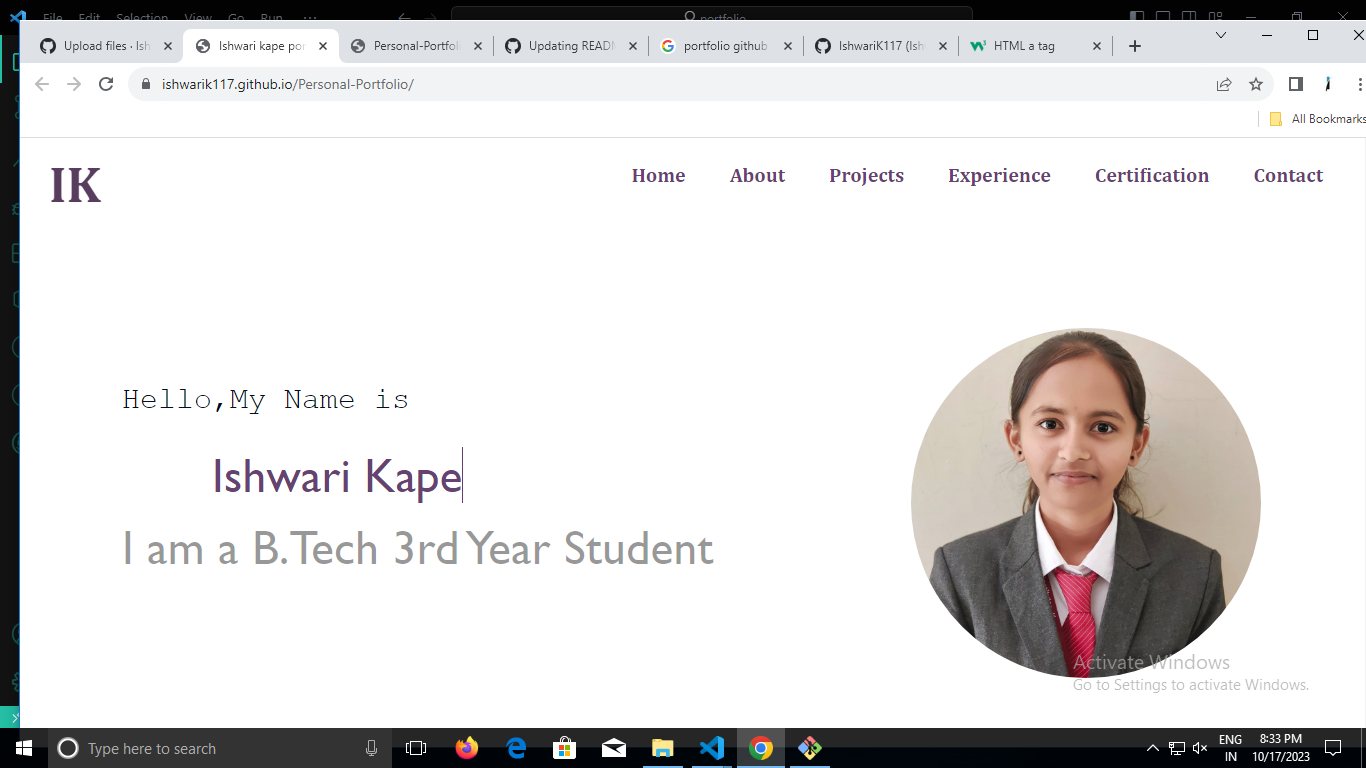 File Edit Selection View Go Run ... portfolio
Upload files · Ish
Ishwari kape por
Personal-Portfoli
Updating READM
portfolio github
IshwariK117 (Ish
HTML a tag
ishwarik117.github.io/Personal-Portfolio/
All Bookmarks
IK
Home About Projects Experience Certification Contact
Hello,My Name is
Ishwari Kape
I am a B.Tech 3rd Year Student
Activate Windows
Go to Settings to activate Windows.
Type here to search
ENG
IN
8:33 PM
10/17/2023